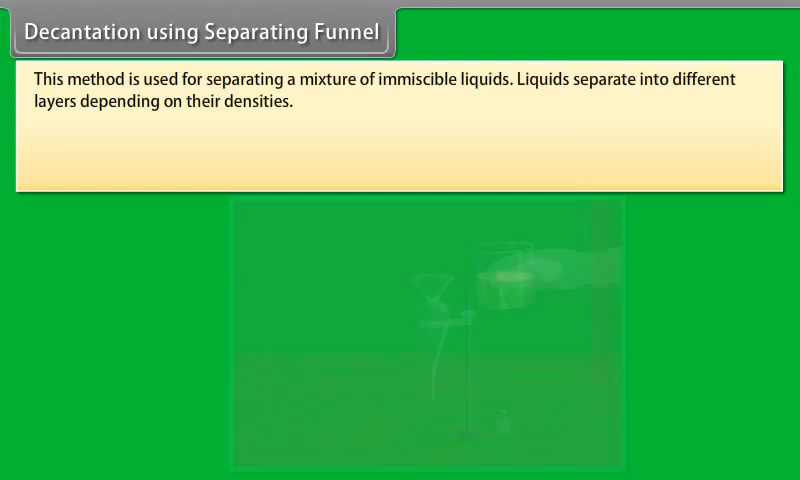 Decantation using Separating Funnel
This method is used for separating a mixture of immiscible liquids. Liquids separate into different
layers depending on their densities.